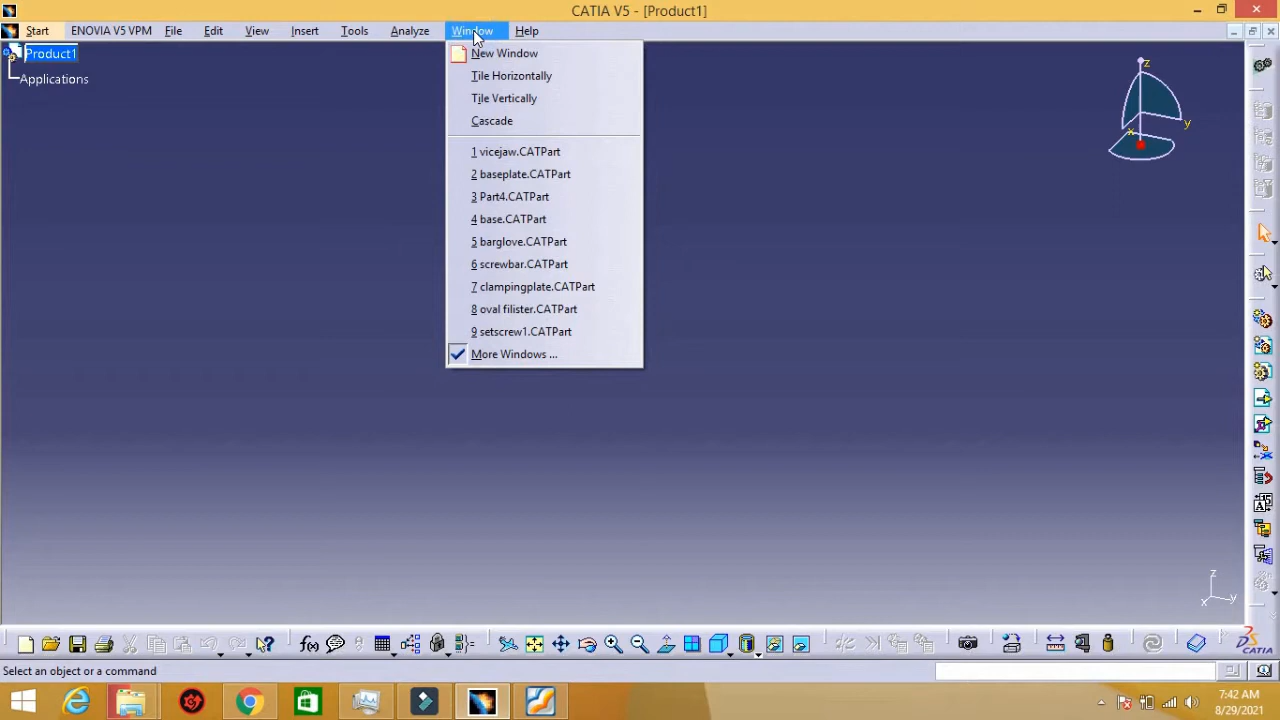 CATIA V5 - [Product1]
Start ENOVIA V5 VPM File Edit View Insert Tools Analyze Window Help
Product1
Applications
New Window
Tile Horizontally
Tile Vertically
Cascade
1 vicejaw.CATPart
2 baseplate.CATPart
3 Part4.CATPart
4 base.CATPart
5 barglove.CATPart
6 screwbar.CATPart
7 clampingplate.CATPart
8 oval filister.CATPart
9 setscrew1.CATPart
More Windows ...
z
y
x
z
y
x
f(x)
CATIA
Select an object or a command
7:42 AM
8/29/2021